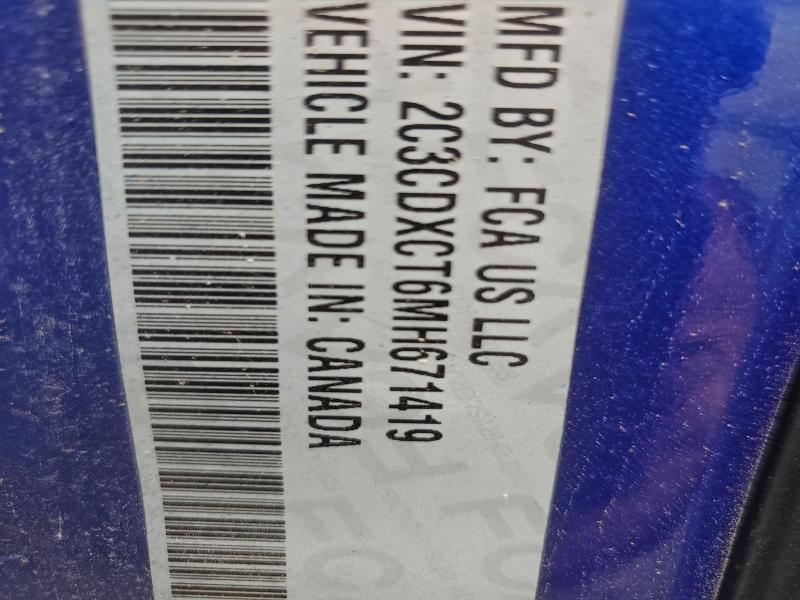 MFD BY: FCA US LLC
VIN: 2C3CDXCT6MH671419
VEHICLE MADE IN: CANADA